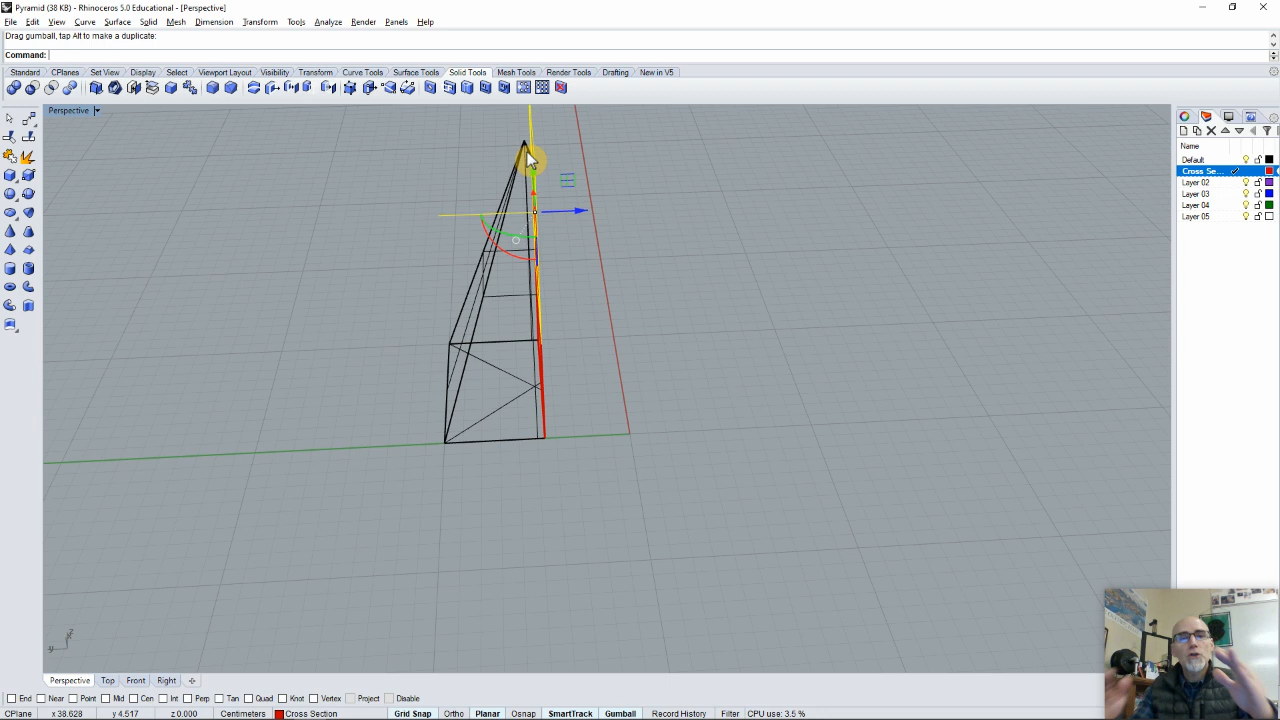 Pyramid (38 KB) - Rhinoceros 5.0 Educational - [Perspective]
File Edit View Curve Surface Solid Mesh Dimension Transform Tools Analyze Render Panels Help
Drag gumball, tap Alt to make a duplicate:
Command:
Standard CPlanes Set View Display Select Viewport Layout Visibility Transform Curve Tools Surface Tools Solid Tools Mesh Tools Render Tools Drafting New in V5
Perspective
Name
Default
Cross Se...
Layer 02
Layer 03
Layer 04
Layer 05
z
y
Perspective Top Front Right
End Near Point Mid Cen Int Perp Tan Quad Knot Vertex Project Disable
CPlane x 38.628 y 4.517 z 0.000 Centimeters Cross Section Grid Snap Ortho Planar Osnap SmartTrack Gumball Record History Filter CPU use: 3.5 %